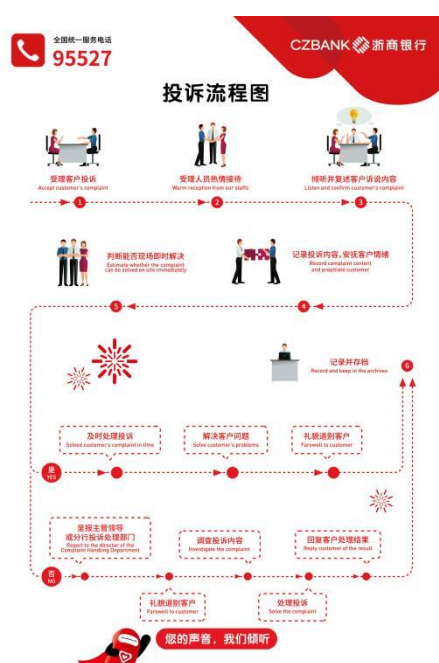 全国统一服务电话
95527
CZBANK 浙商银行
投诉流程图
受理客户投诉
Accept customer's complaint
受理人员热情接待
Warm reception from our staffs
倾听并复述客户诉说内容
Listen and confirm customer's complaint
1
2
3
判断能否现场即时解决
Estimate whether the complaint
can be solved on site immediately
记录投诉内容,安抚客户情绪
Record complaint content
and propitiate customer
5
4
记录并存档
Record and keep in the archives
6
及时处理投诉
Solved customer's complaint in time
解决客户问题
Solve customer's problems
礼貌道别客户
Farewell to customer
是
YES
呈报主管领导
或分行投诉处理部门
Report to the director of the
Complaint Handling Department
调查投诉内容
Investigate the complaint
回复客户处理结果
Reply customer of the result
否
NO
礼貌道别客户
Farewell to customer
处理投诉
Solve the complaint
您的声音,我们倾听